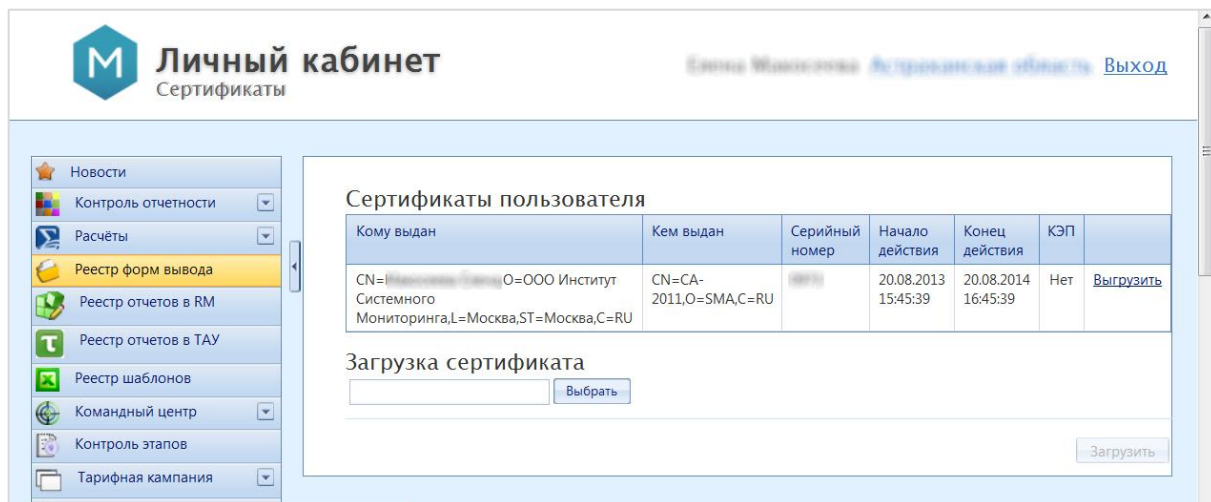 М
Личный кабинет
Сертификаты
Выход
Новости
Контроль отчетности
Расчёты
Реестр форм вывода
Реестр отчетов в RM
τ
Реестр отчетов в ТАУ
Реестр шаблонов
Командный центр
Контроль этапов
Тарифная кампания
Сертификаты пользователя
Кому выдан
Кем выдан
Серийный
номер
Начало
действия
Конец
действия
КЭП
CN= O=ООО Институт
Системного
Мониторинга,L=Москва,ST=Москва,C=RU
CN=CA-
2011,O=SMA,C=RU
20.08.2013
15:45:39
20.08.2014
16:45:39
Нет
Выгрузить
Загрузка сертификата
Выбрать
Загрузить